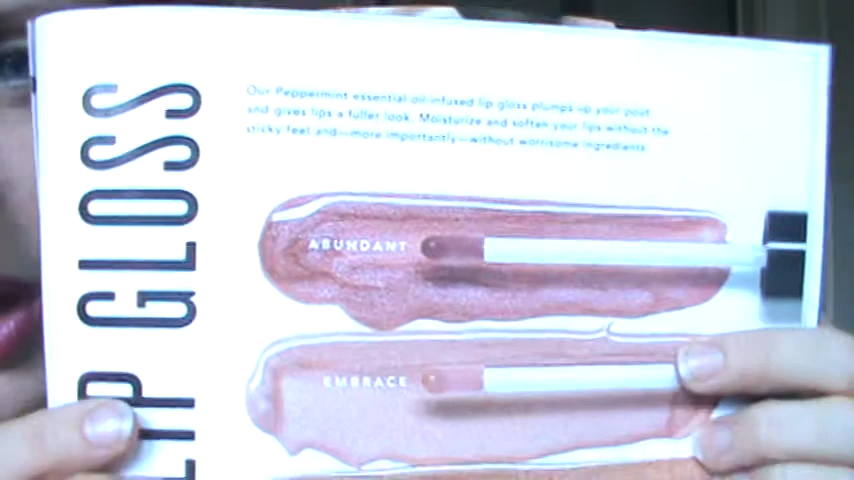 LIP GLOSS
Our Peppermint essential oil-infused lip gloss plumps up your pout
and gives lips a fuller look. Moisturize and soften your lips without the
sticky feel and—more importantly—without worrisome ingredients.
ABUNDANT
EMBRACE